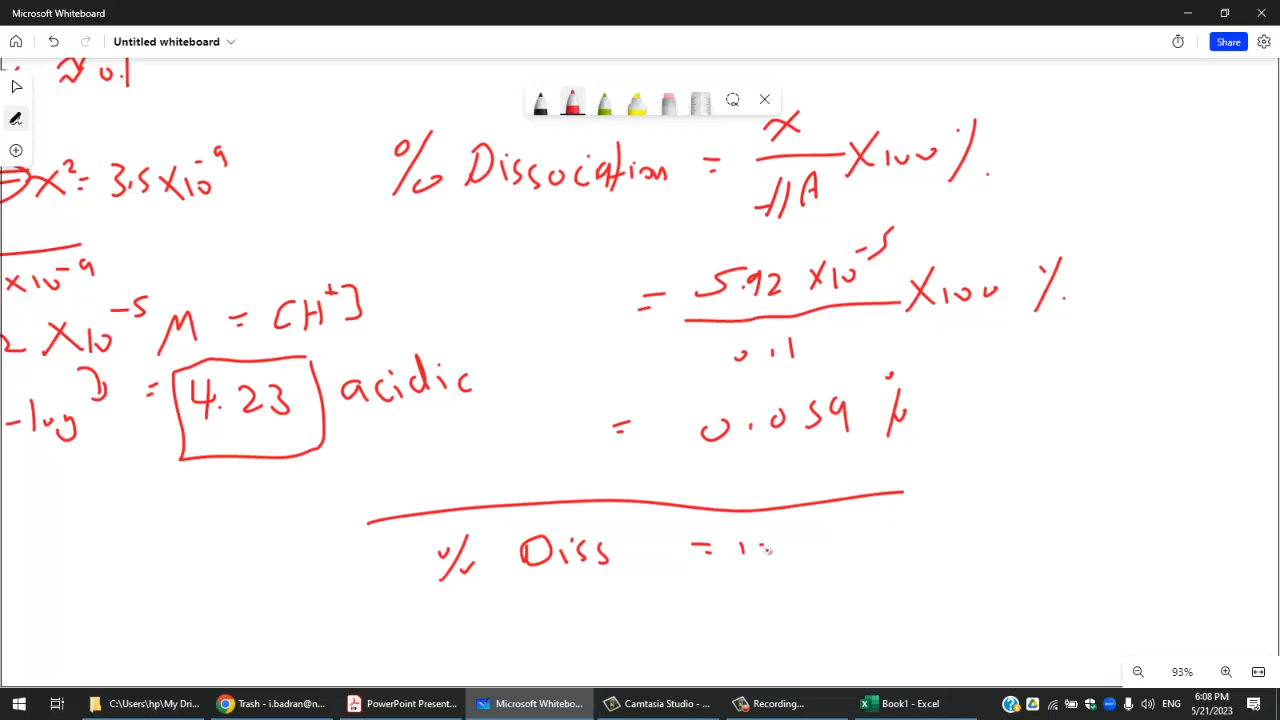 Microsoft Whiteboard
Untitled whiteboard
Share
≈ 0.1
% Dissociation = x / HA × 100 %.
⇒ x² = 3.5 × 10⁻⁹
× 10⁻⁹
= 5.92 × 10⁻⁵ / 0.1 × 100 %.
2 × 10⁻⁵ M = [H⁺]
-log ) = 4.23 acidic
= 0.059 %
% Diss = 1
93%
C:\Users\hp\My Dri...
Trash - i.badran@n...
PowerPoint Present...
Microsoft Whitebo...
Camtasia Studio - ...
Recording...
Book1 - Excel
ENG
6:08 PM
5/21/2023